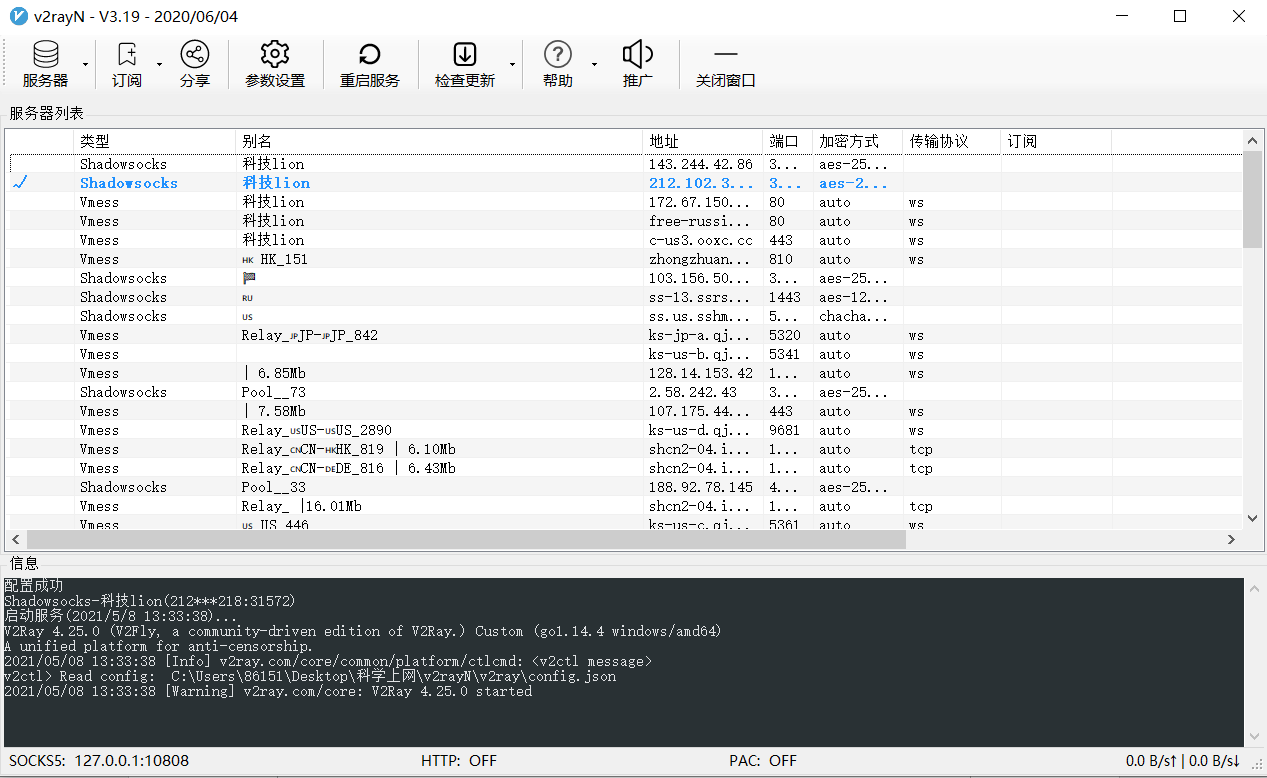 v2rayN - V3.19 - 2020/06/04
服务器 订阅 分享 参数设置 重启服务 检查更新 帮助 推广 关闭窗口
服务器列表
类型 别名 地址 端口 加密方式 传输协议 订阅
Shadowsocks 科技lion 143.244.42.86 3... aes-25...
Shadowsocks 科技lion 212.102.3... 3... aes-2...
Vmess 科技lion 172.67.150... 80 auto ws
Vmess 科技lion free-russi... 80 auto ws
Vmess 科技lion c-us3.ooxc.cc 443 auto ws
Vmess HK HK_151 zhongzhuan... 810 auto ws
Shadowsocks 103.156.50... 3... aes-25...
Shadowsocks RU ss-13.ssrs... 1443 aes-12...
Shadowsocks US ss.us.sshm... 5... chacha...
Vmess Relay_JPJP-JPJP_842 ks-jp-a.qj... 5320 auto ws
Vmess ks-us-b.qj... 5341 auto ws
Vmess | 6.85Mb 128.14.153.42 1... auto ws
Shadowsocks Pool__73 2.58.242.43 3... aes-25...
Vmess | 7.58Mb 107.175.44... 443 auto ws
Vmess Relay_USUS-USUS_2890 ks-us-d.qj... 9681 auto ws
Vmess Relay_CNCN-HKHK_819 | 6.10Mb shcn2-04.i... 1... auto tcp
Vmess Relay_CNCN-DEDE_816 | 6.43Mb shcn2-04.i... 1... auto tcp
Shadowsocks Pool__33 188.92.78.145 4... aes-25...
Vmess Relay_ |16.01Mb shcn2-04.i... 1... auto tcp
Vmess US US_446 ks-us-c.qj... 5361 auto ws
信息
配置成功
Shadowsocks-科技lion(212***218:31572)
启动服务(2021/5/8 13:33:38)...
V2Ray 4.25.0 (V2Fly, a community-driven edition of V2Ray.) Custom (go1.14.4 windows/amd64)
A unified platform for anti-censorship.
2021/05/08 13:33:38 [Info] v2ray.com/core/common/platform/ctlcmd: <v2ctl message>
v2ctl> Read config:  C:\Users\86151\Desktop\科学上网\v2rayN\v2ray\config.json
2021/05/08 13:33:38 [Warning] v2ray.com/core: V2Ray 4.25.0 started
SOCKS5: 127.0.0.1:10808 HTTP: OFF PAC: OFF 0.0 B/s↑ | 0.0 B/s↓